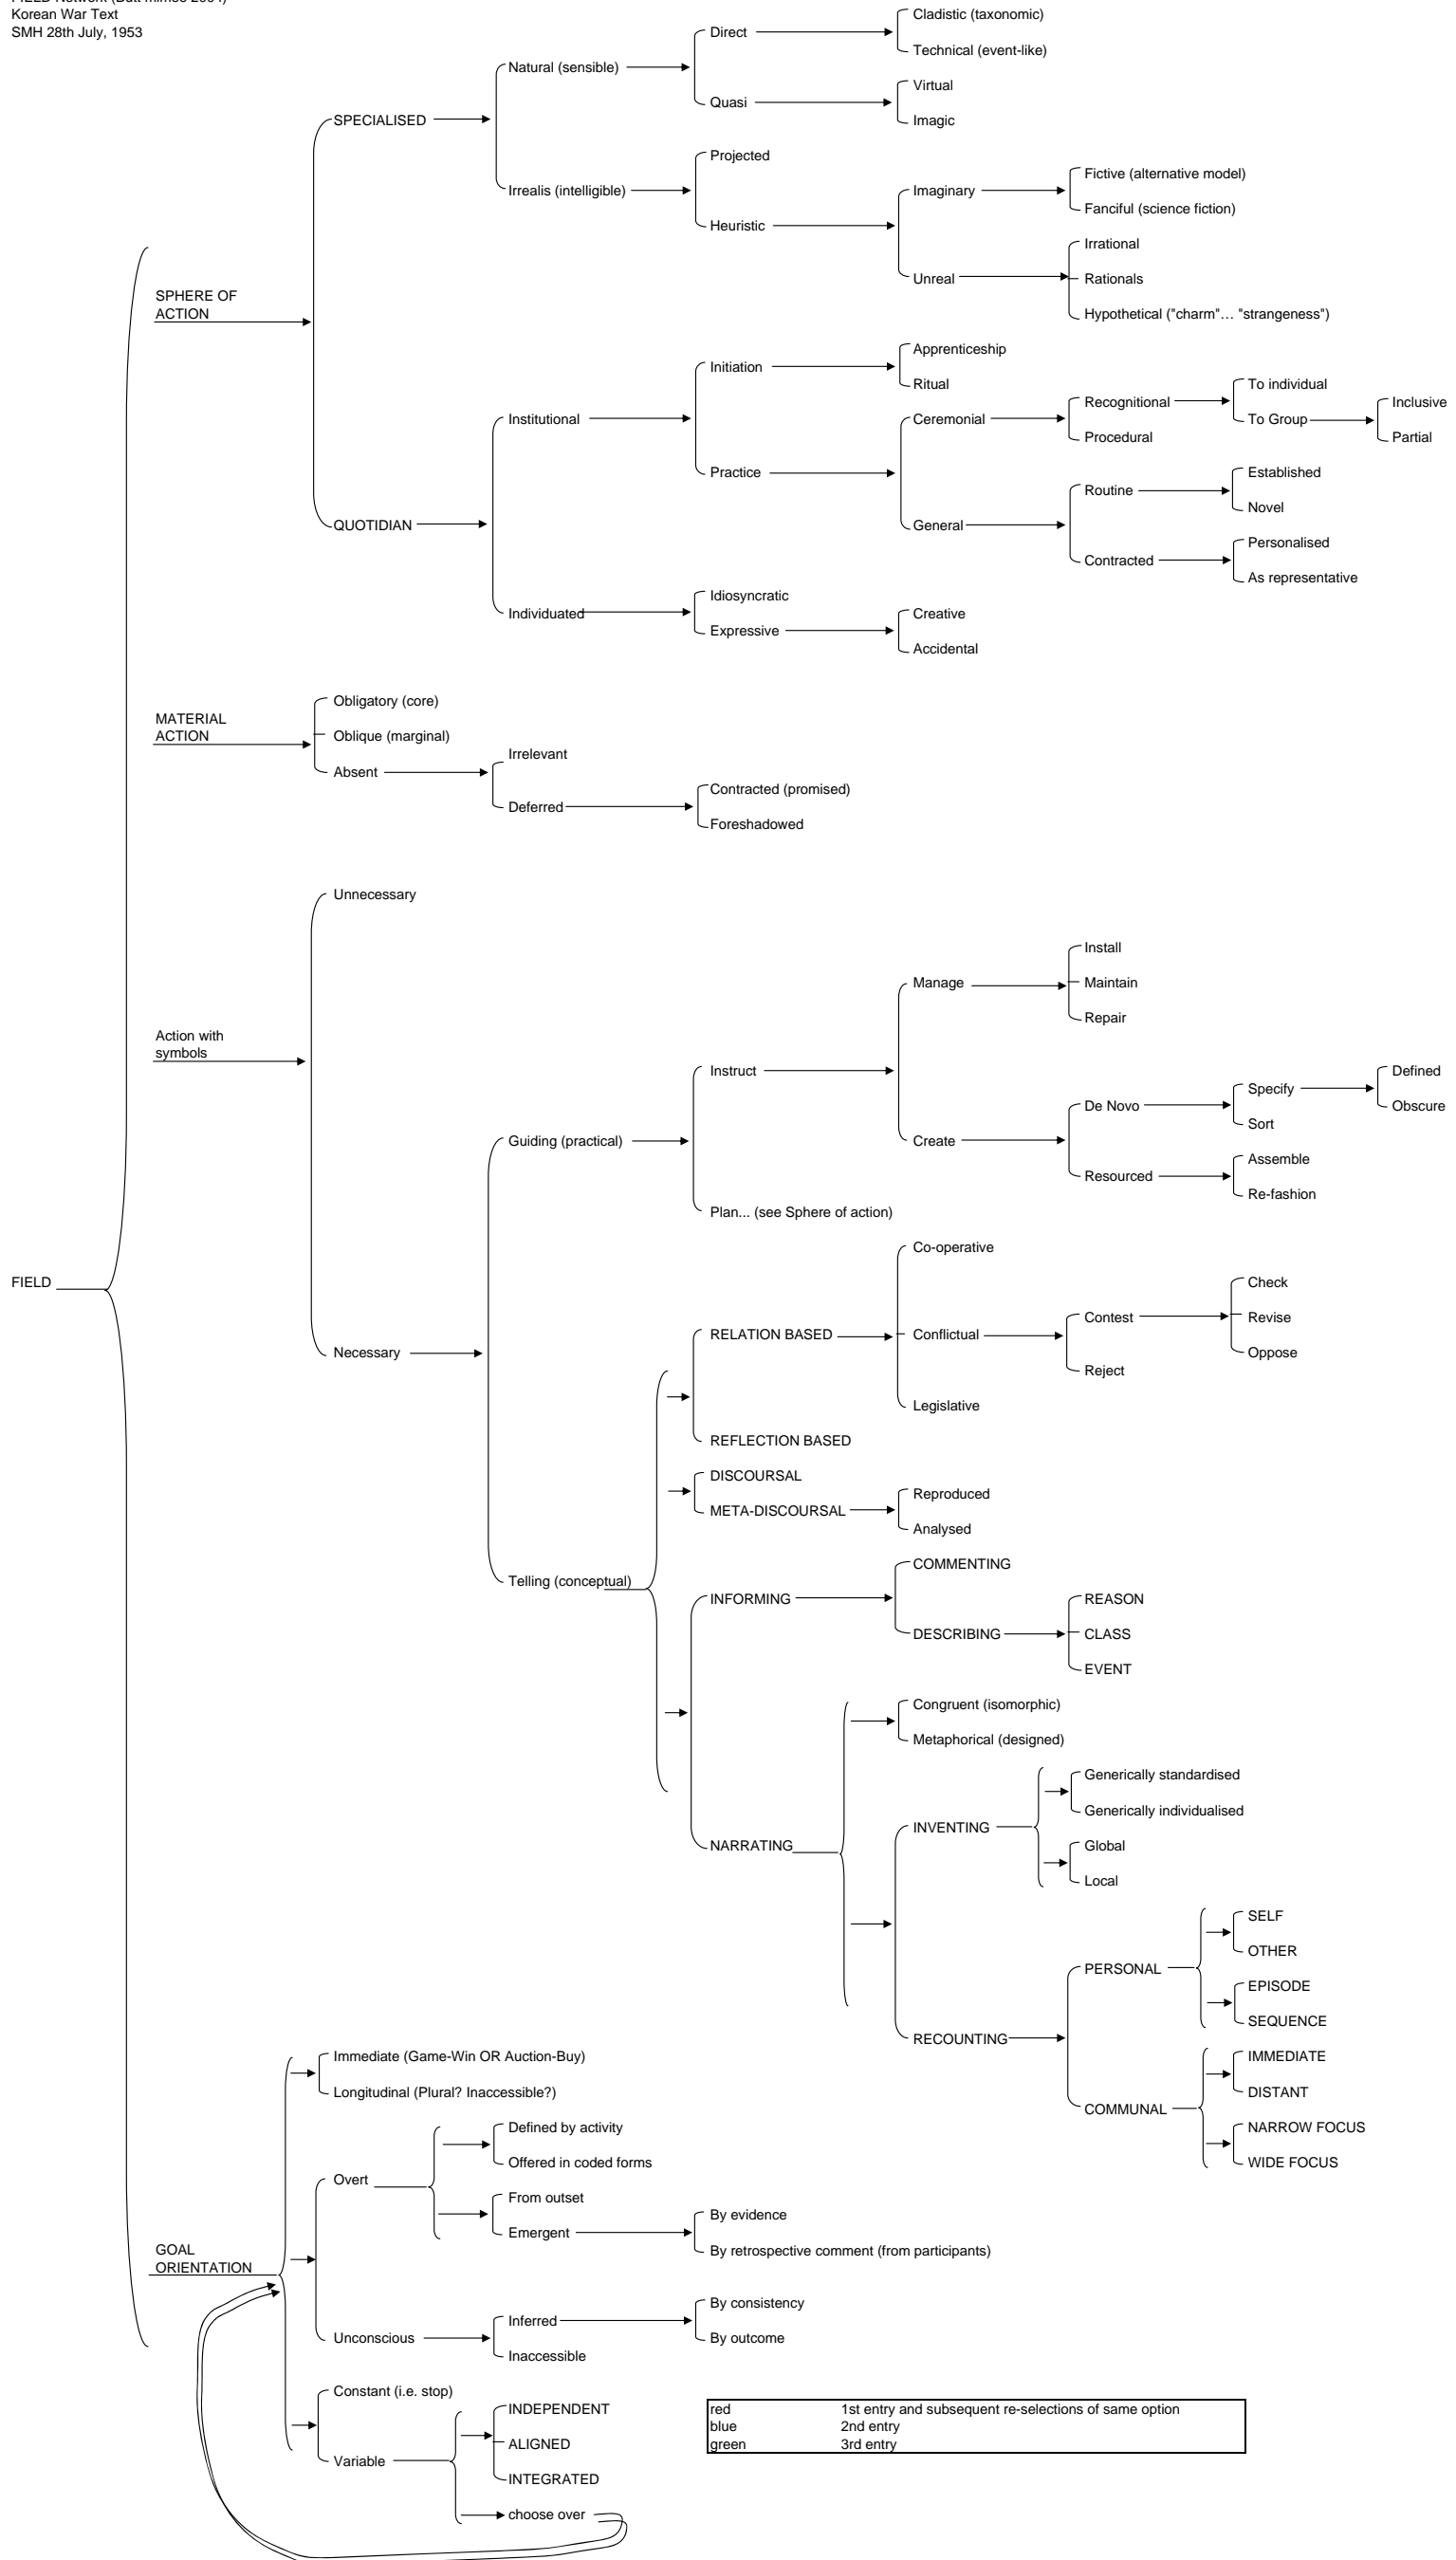 FIELD Network (Butt mimeo 2004)
Korean War Text
SMH 28th July, 1953
Cladistic (taxonomic)
Direct
Technical (event-like)
Natural (sensible)
Virtual
Quasi
Imagic
SPECIALISED
Projected
Fictive (alternative model)
Irrealis (intelligible)
Imaginary
Fanciful (science fiction)
Heuristic
Irrational
Unreal
Rationals
SPHERE OF
ACTION
Hypothetical ("charm"... "strangeness")
Apprenticeship
Initiation
Ritual
To individual
Recognitional
Inclusive
Institutional
Ceremonial
To Group
Procedural
Partial
Practice
Established
Routine
Novel
QUOTIDIAN
General
Personalised
Contracted
As representative
Idiosyncratic
Individuated
Creative
Expressive
Accidental
Obligatory (core)
MATERIAL
ACTION
Oblique (marginal)
Irrelevant
Absent
Contracted (promised)
Deferred
Foreshadowed
Unnecessary
Install
Manage
Maintain
Repair
Action with
symbols
Instruct
Defined
Specify
De Novo
Obscure
Sort
Guiding (practical)
Create
Assemble
Resourced
Re-fashion
Plan... (see Sphere of action)
Co-operative
FIELD
Check
Contest
Revise
RELATION BASED
Conflictual
Necessary
Oppose
Reject
Legislative
REFLECTION BASED
DISCOURSAL
Reproduced
META-DISCOURSAL
Analysed
COMMENTING
Telling (conceptual)
INFORMING
REASON
DESCRIBING
CLASS
EVENT
Congruent (isomorphic)
Metaphorical (designed)
Generically standardised
Generically individualised
INVENTING
NARRATING
Global
Local
SELF
OTHER
PERSONAL
EPISODE
SEQUENCE
RECOUNTING
Immediate (Game-Win OR Auction-Buy)
IMMEDIATE
Longitudinal (Plural? Inaccessible?)
DISTANT
COMMUNAL
Defined by activity
NARROW FOCUS
Offered in coded forms
WIDE FOCUS
Overt
From outset
By evidence
Emergent
By retrospective comment (from participants)
GOAL
ORIENTATION
By consistency
Inferred
Unconscious
By outcome
Inaccessible
Constant (i.e. stop)
INDEPENDENT
red 1st entry and subsequent re-selections of same option
blue 2nd entry
green 3rd entry
ALIGNED
Variable
INTEGRATED
choose over